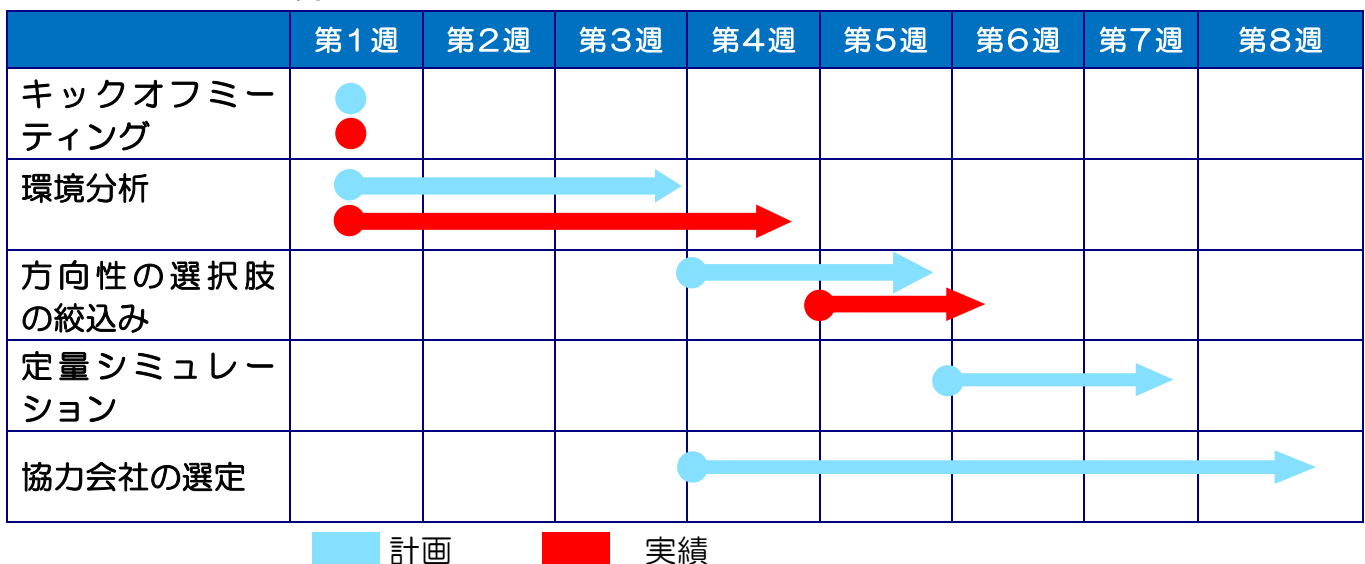 第1週 第2週 第3週 第4週 第5週 第6週 第7週 第8週
キックオフミー
ティング
環境分析
方向性の選択肢
の絞込み
定量シミュレー
ション
協力会社の選定
計画 実績